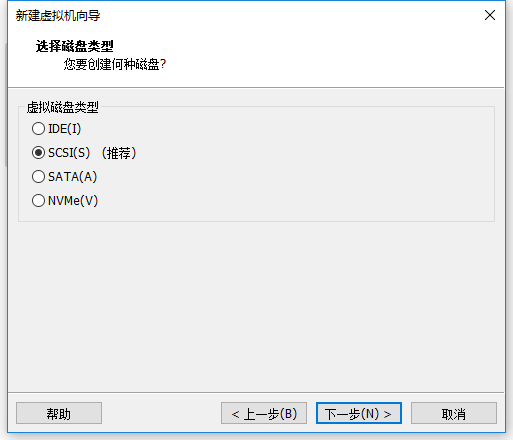 新建虚拟机向导
选择磁盘类型
您要创建何种磁盘?
虚拟磁盘类型
IDE(I)
SCSI(S) （推荐）
SATA(A)
NVMe(V)
帮助
< 上一步(B)
下一步(N) >
取消